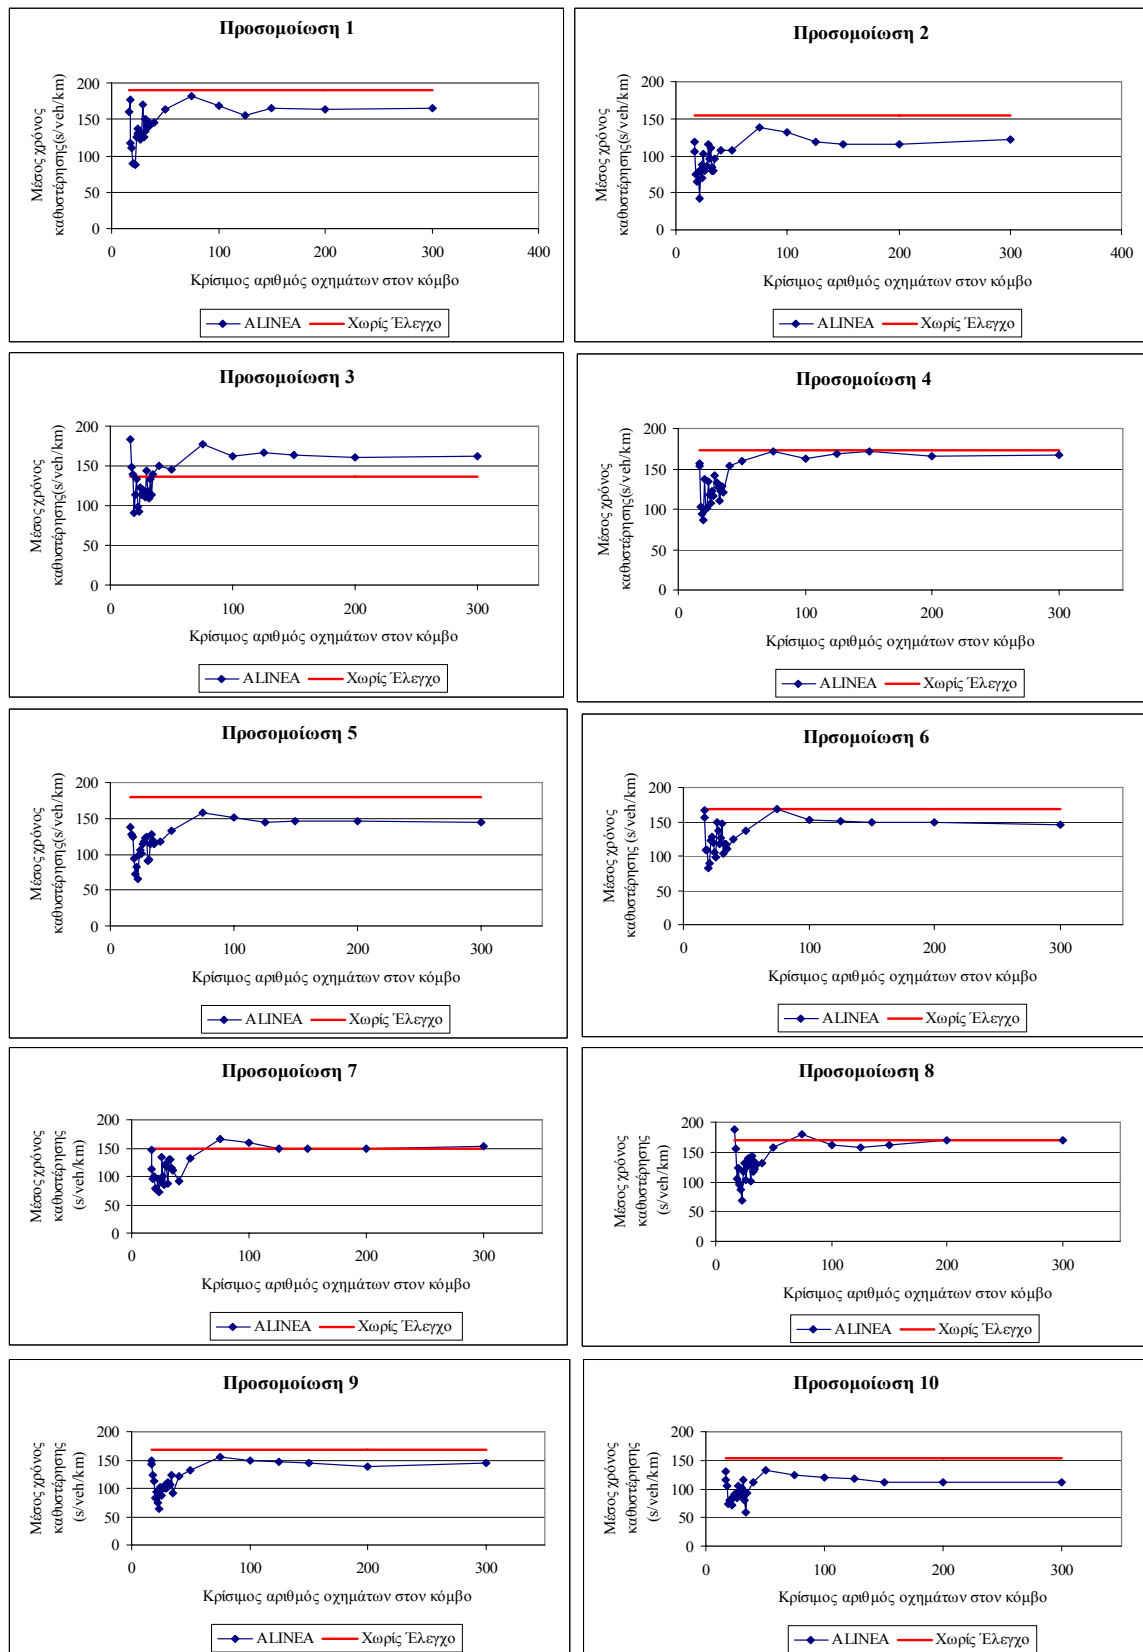 Προσομοίωση 1
Μέσος χρόνος
καθυστέρησης(s/veh/km)
200
150
100
50
0
0 100 200 300 400
Κρίσιμος αριθμός οχημάτων στον κόμβο
ALINEA Χωρίς Έλεγχο
Προσομοίωση 2
Μέσος χρόνος
καθυστέρησης(s/veh/km)
200
150
100
50
0
0 100 200 300 400
Κρίσιμος αριθμός οχημάτων στον κόμβο
ALINEA Χωρίς Έλεγχο
Προσομοίωση 3
Μέσος χρόνος
καθυστέρησης(s/veh/km)
200
150
100
50
0
0 100 200 300
Κρίσιμος αριθμός οχημάτων στον κόμβο
ALINEA Χωρίς Έλεγχο
Προσομοίωση 4
Μέσος χρόνος
καθυστέρησης(s/veh/km)
200
150
100
50
0
0 100 200 300
Κρίσιμος αριθμός οχημάτων στον κόμβο
ALINEA Χωρίς Έλεγχο
Προσομοίωση 5
Μέσος χρόνος
καθυστέρησης(s/veh/km)
200
150
100
50
0
0 100 200 300
Κρίσιμος αριθμός οχημάτων στον κόμβο
ALINEA Χωρίς Έλεγχο
Πρσομοίωση 6
Μέσος χρόνος
καθυστέρησης (s/veh/km)
200
150
100
50
0
0 100 200 300
Κρίσιμος αριθμός οχημάτων στον κόμβο
ALINEA Χωρίς Έλεγχο
Προσομοίωση 7
Μέσος χρόνος
καθυστέρησης
(s/veh/km)
200
150
100
50
0
0 100 200 300
Κρίσιμος αριθμός οχημάτων στον κόμβο
ALINEA Χωρίς Έλεγχο
Προσομοίωση 8
Μέσος χρόνος
καθυστέρησης
(s/veh/km)
200
150
100
50
0
0 100 200 300
Κρίσιμος αριθμός οχημάτων στον κόμβο
ALINEA Χωρίς Έλεγχο
Προσομοίωση 9
Μέσος χρόνος
καθυστέρησης
(s/veh/km)
200
150
100
50
0
0 100 200 300
Κρίσιμος αριθμός οχημάτων στον κόμβο
ALINEA Χωρίς Έλεγχο
Προσομοίωση 10
Μέσος χρόνος
καθυστέρησης
(s/veh/km)
200
150
100
50
0
0 100 200 300
Κρίσιμος αριθμός οχημάτων στον κόμβο
ALINEA Χωρίς Έλεγχο